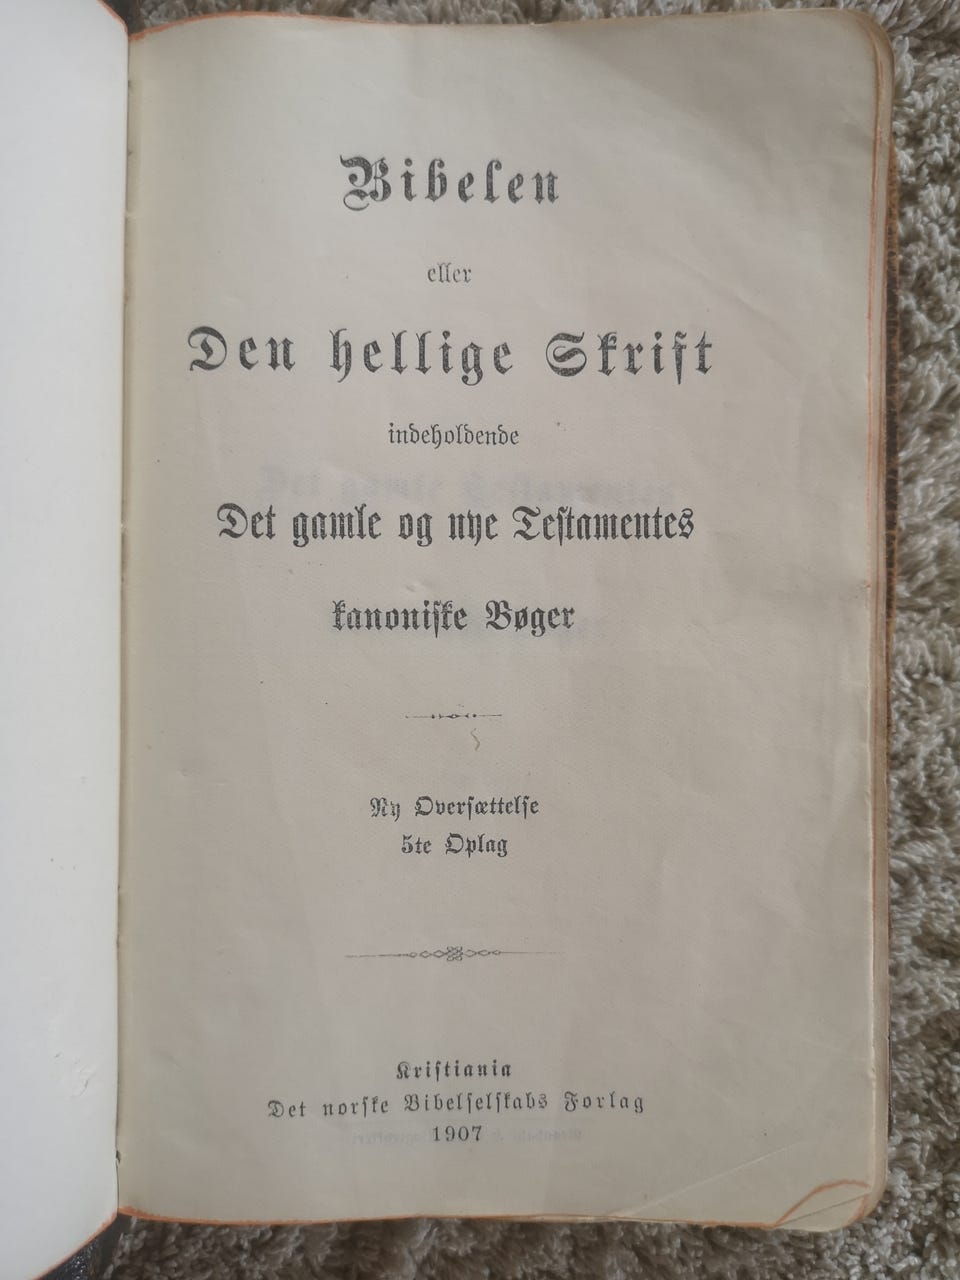 Bibelen
eller
Den hellige Skrift
indeholdende
Det gamle og nye Testamentes
kanoniske Bøger
Ny Oversættelse
5te Oplag
Kristiania
Det norske Bibelselskabs Forlag
1907